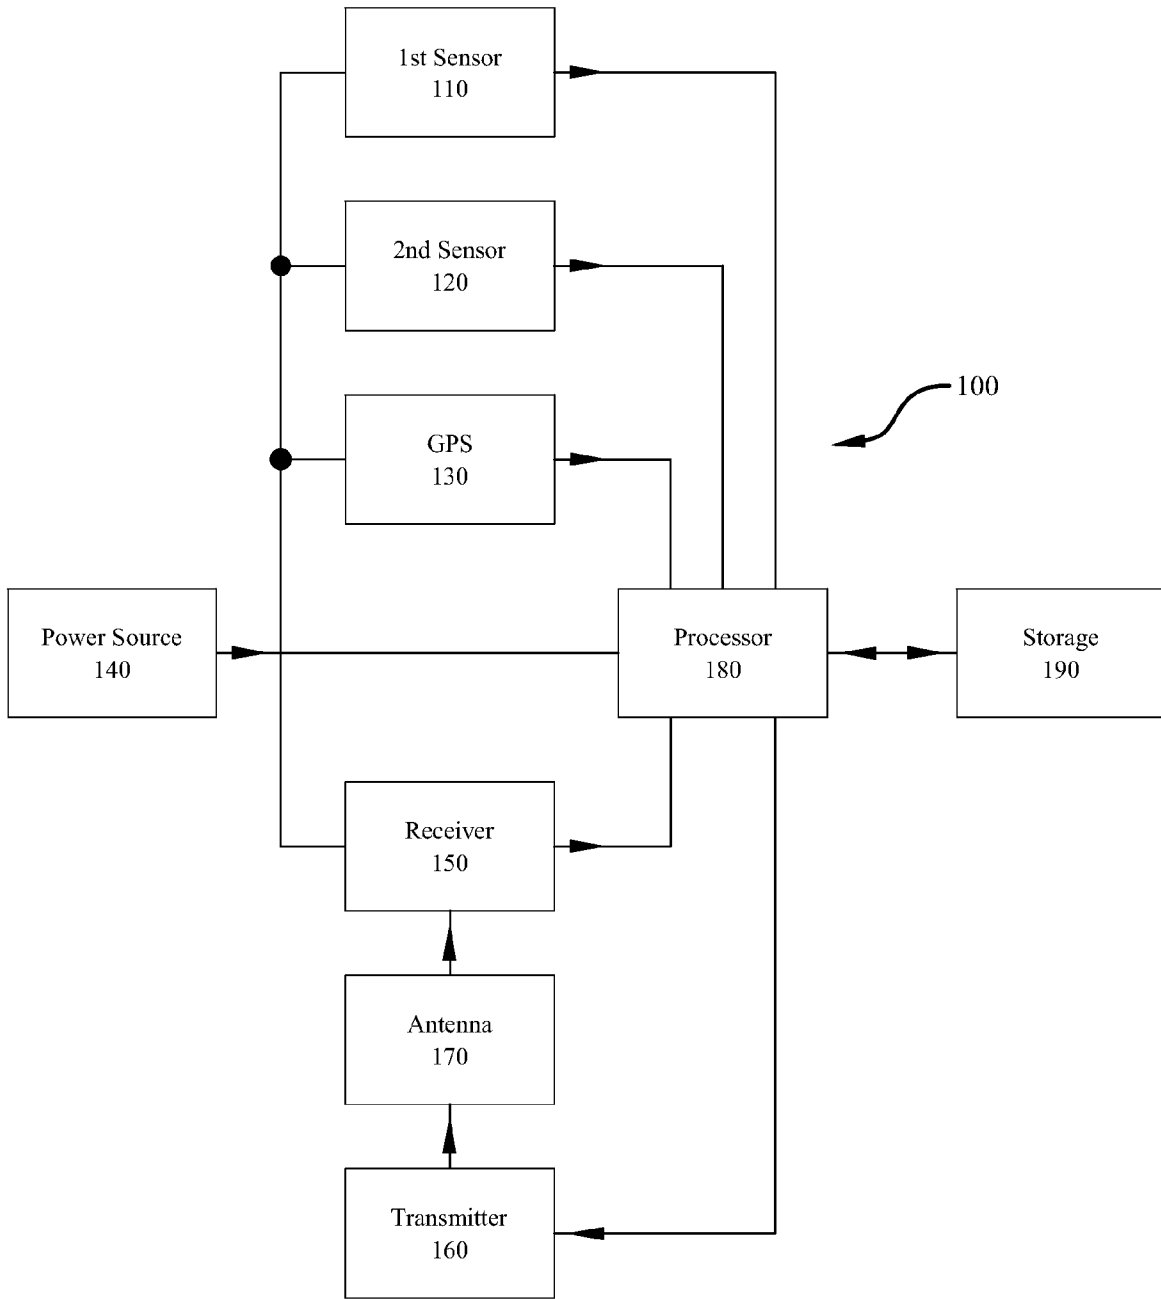 1st Sensor
110
2nd Sensor
120
100
GPS
130
Power Source
140
Processor
180
Storage
190
Receiver
150
Antenna
170
Transmitter
160